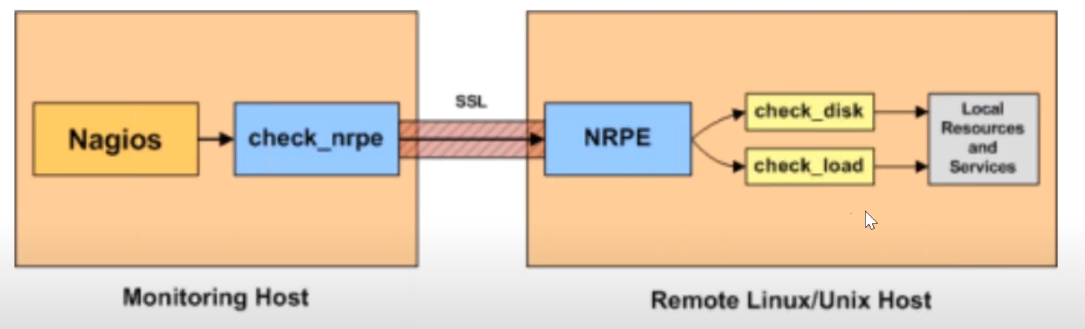 Nagios
check_nrpe
SSL
NRPE
check_disk
check_load
Local
Resources
and
Services
Monitoring Host
Remote Linux/Unix Host